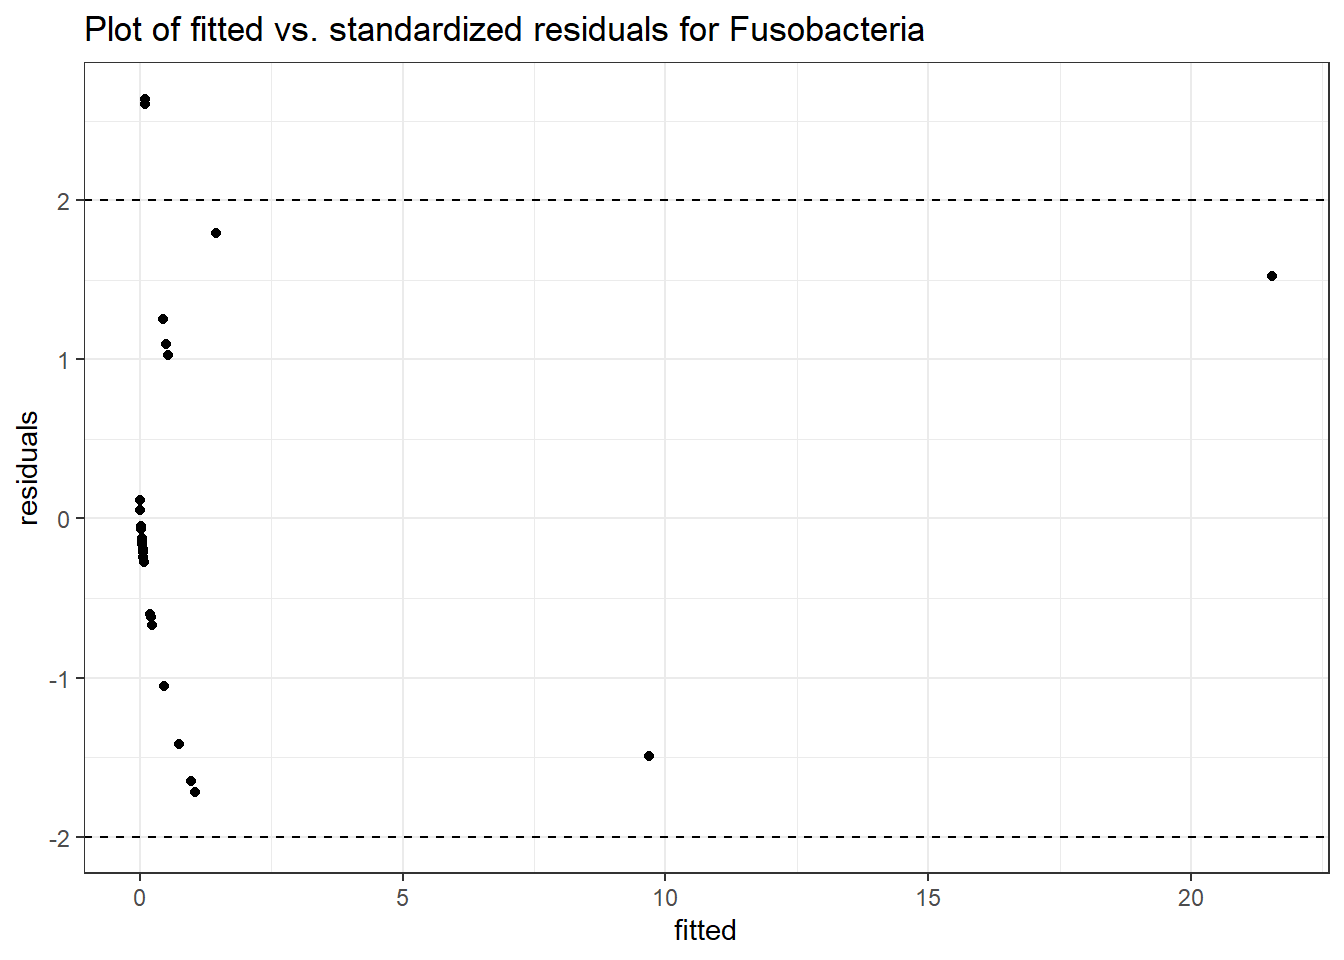 Plot of fitted vs. standardized residuals for Fusobacteria
residuals
2
1
0
-1
-2
0 5 10 15 20
fitted